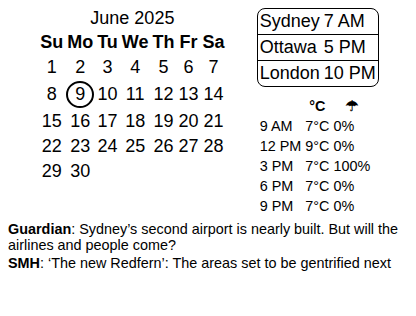 June 2025
Su Mo Tu We Th Fr Sa
1 2 3 4 5 6 7
8 9 10 11 12 13 14
15 16 17 18 19 20 21
22 23 24 25 26 27 28
29 30
Sydney 7 AM
Ottawa 5 PM
London 10 PM
°C ☂
9 AM 7°C 0%
12 PM 9°C 0%
3 PM 7°C 100%
6 PM 7°C 0%
9 PM 7°C 0%
Guardian: Sydney’s second airport is nearly built. But will the
airlines and people come?
SMH: ‘The new Redfern’: The areas set to be gentrified next